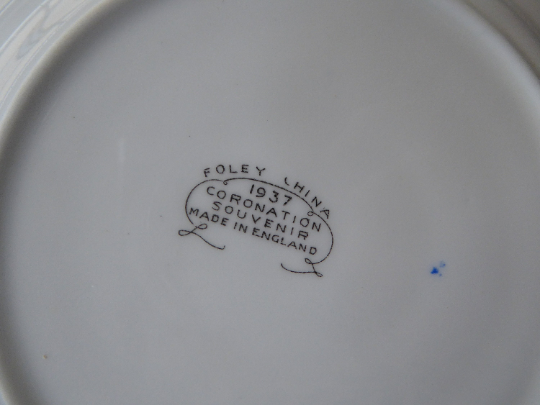 FOLEY CHINA
1937
CORONATION
SOUVENIR
MADE IN ENGLAND